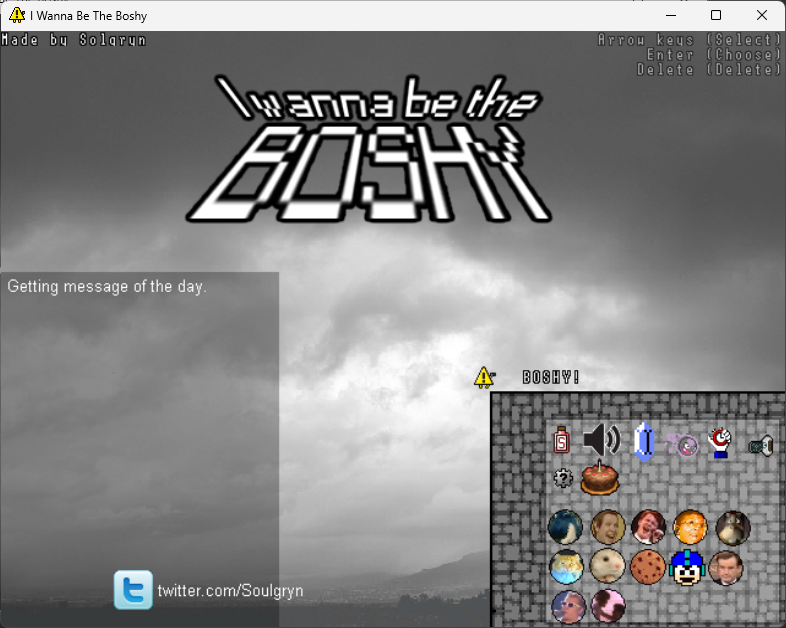 I Wanna Be The Boshy
Made by Solgryn
Arrow keys (Select)
Enter (Choose)
Delete (Delete)
I wanna be the
BOSHY
Getting message of the day.
BOSHY!
S
?
twitter.com/Soulgryn